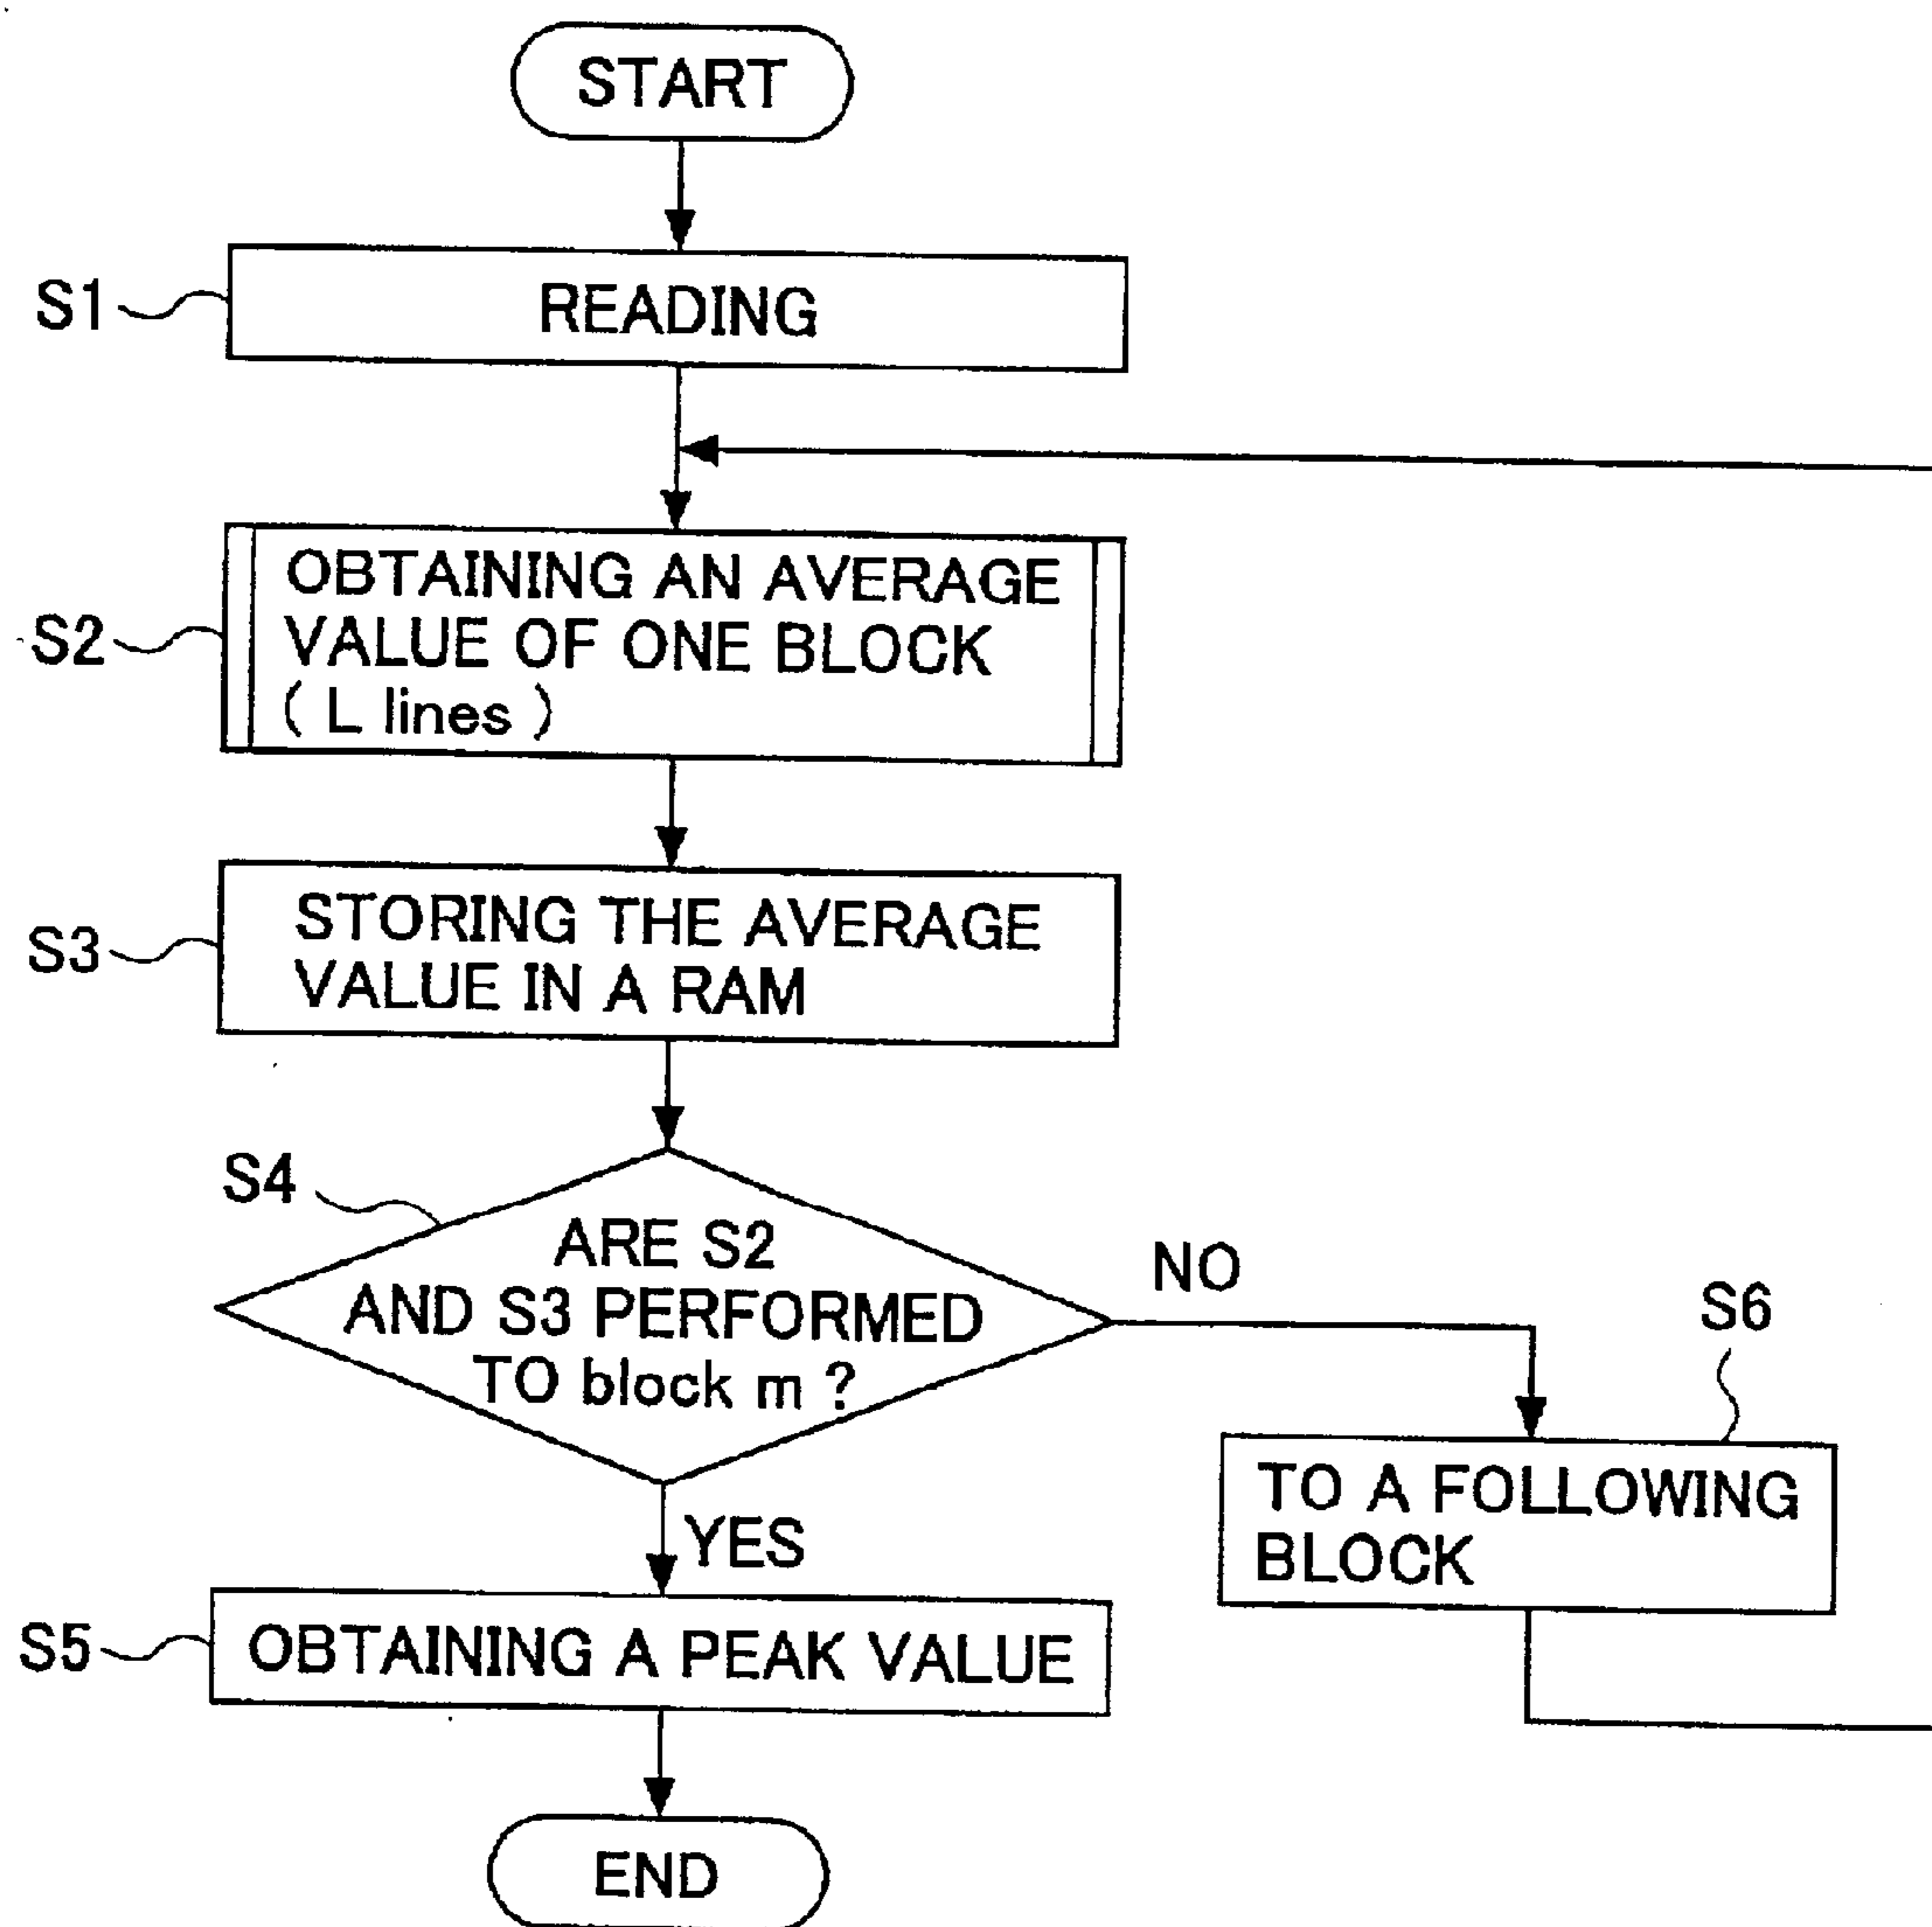 START
S1
READING
S2
OBTAINING AN AVERAGE
VALUE OF ONE BLOCK
( L lines )
S3
STORING THE AVERAGE
VALUE IN A RAM
S4
ARE S2
AND S3 PERFORMED
TO block m ?
NO
S6
TO A FOLLOWING
BLOCK
YES
S5
OBTAINING A PEAK VALUE
END